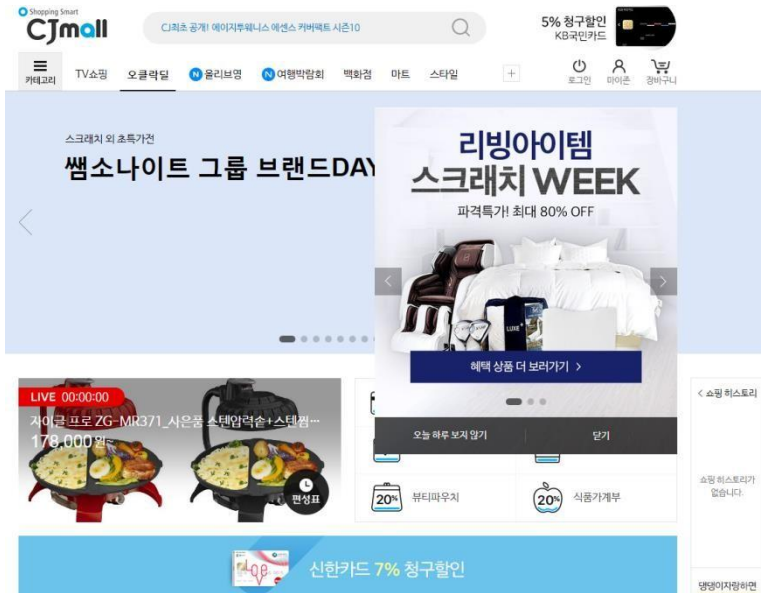 Shopping Smart
CJmall
CJ최초 공개! 에이지투웨니스 에센스 커버팩트 시즌10
5% 청구할인
KB국민카드
카테고리
TV쇼핑
오클락딜
N 올리브영
N 여행박람회
백화점
마트
스타일
+
로그인
마이존
장바구니
스크래치 외 초특가전
쌤소나이트 그룹 브랜드DAY
리빙아이템
스크래치 WEEK
파격특가! 최대 80% OFF
LUXE
혜택 상품 더 보러가기 >
오늘 하루 보지 않기
닫기
LIVE 00:00:00
자이글 프로 ZG-MR371_사은품 스텐압력솥+스텐찜…
178,000원~
편성표
20%
뷰티파우치
20%
식품가계부
< 쇼핑 히스토리
쇼핑 히스토리가
없습니다.
신한카드 7% 청구할인
댕댕이자랑하면